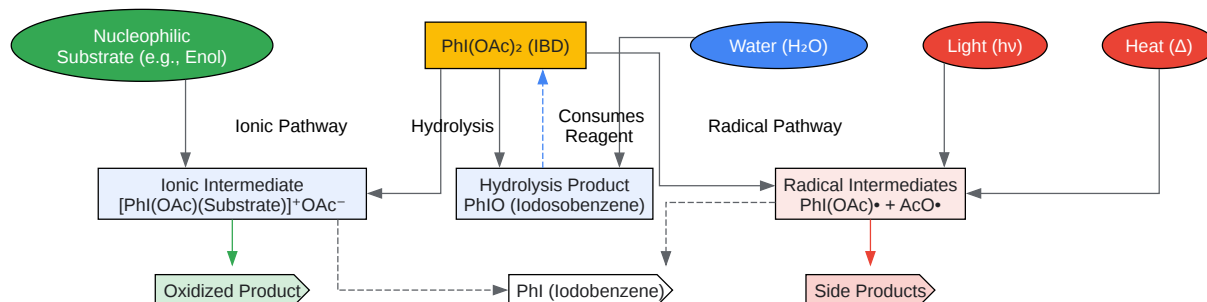 Nucleophilic
Substrate (e.g., Enol)
PhI(OAc)₂ (IBD)
Water (H₂O)
Light (hν)
Heat (Δ)
Ionic Pathway
Hydrolysis
Consumes
Reagent
Radical Pathway
Ionic Intermediate
[PhI(OAc)(Substrate)]⁺OAc⁻
Hydrolysis Product
PhIO (Iodosobenzene)
Radical Intermediates
PhI(OAc)• + AcO•
Oxidized Product
PhI (Iodobenzene)
Side Products